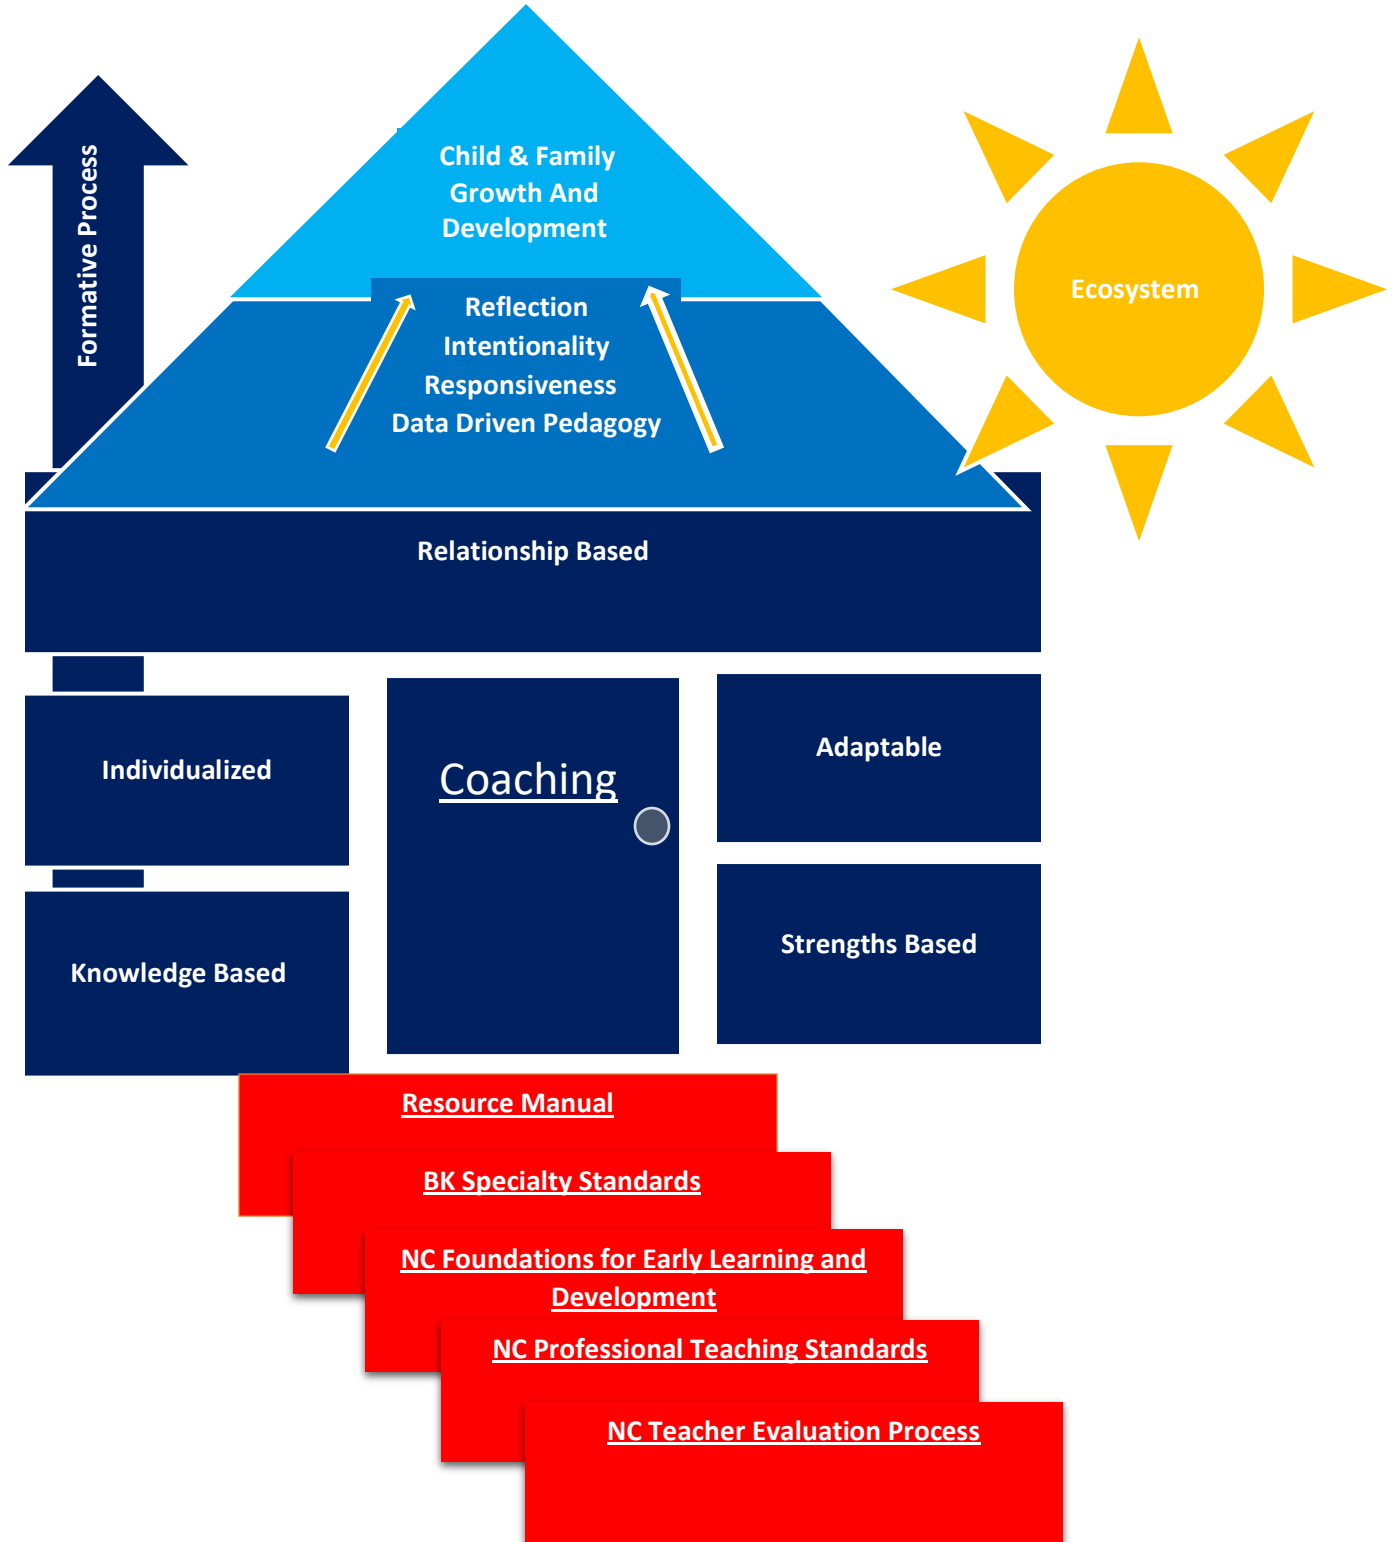 Child & Family
Growth And
Development
Formative Process
Ecosystem
Reflection
Intentionality
Responsiveness
Data Driven Pedagogy
Relationship Based
Individualized
Coaching
Adaptable
Knowledge Based
Strengths Based
Resource Manual
BK Specialty Standards
NC Foundations for Early Learning and
Development
NC Professional Teaching Standards
NC Teacher Evaluation Process